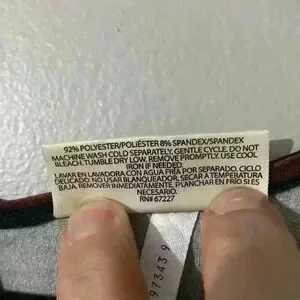 92% POLYESTER/POLIÉSTER 8% SPANDEX/SPANDEX
MACHINE WASH COLD SEPARATELY, GENTLE CYCLE. DO NOT
BLEACH. TUMBLE DRY LOW. REMOVE PROMPTLY. USE COOL
IRON IF NEEDED.
LAVAR EN LAVADORA CON AGUA FRÍA POR SEPARADO, CICLO
DELICADO. NO USAR BLANQUEADOR. SECAR A TEMPERATURA
BAJA. REMUEVA PRONTAMENTE. PLANCHAR EN FRÍO SI ES
NECESARIO.
RN# 67227
973439